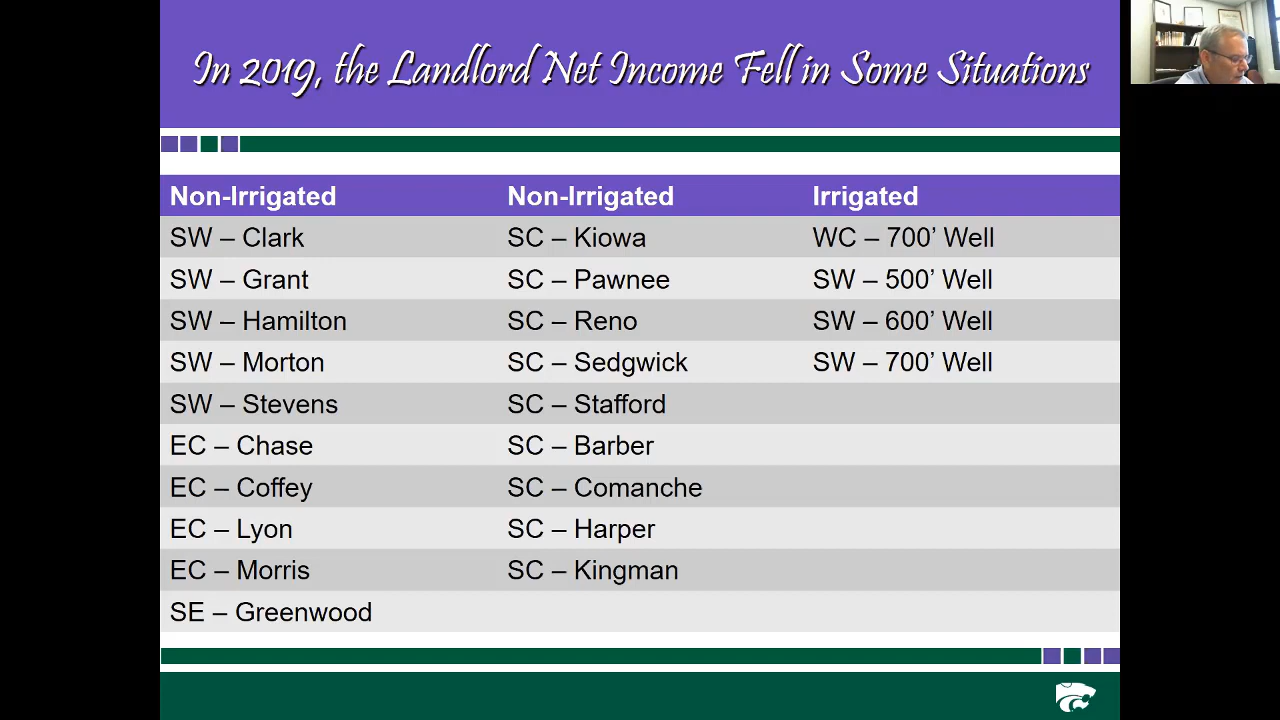 In 2019, the Landlord Net Income Fell in Some Situations
Non-Irrigated Non-Irrigated Irrigated
SW – Clark SC – Kiowa WC – 700’ Well
SW – Grant SC – Pawnee SW – 500’ Well
SW – Hamilton SC – Reno SW – 600’ Well
SW – Morton SC – Sedgwick SW – 700’ Well
SW – Stevens SC – Stafford
EC – Chase SC – Barber
EC – Coffey SC – Comanche
EC – Lyon SC – Harper
EC – Morris SC – Kingman
SE – Greenwood